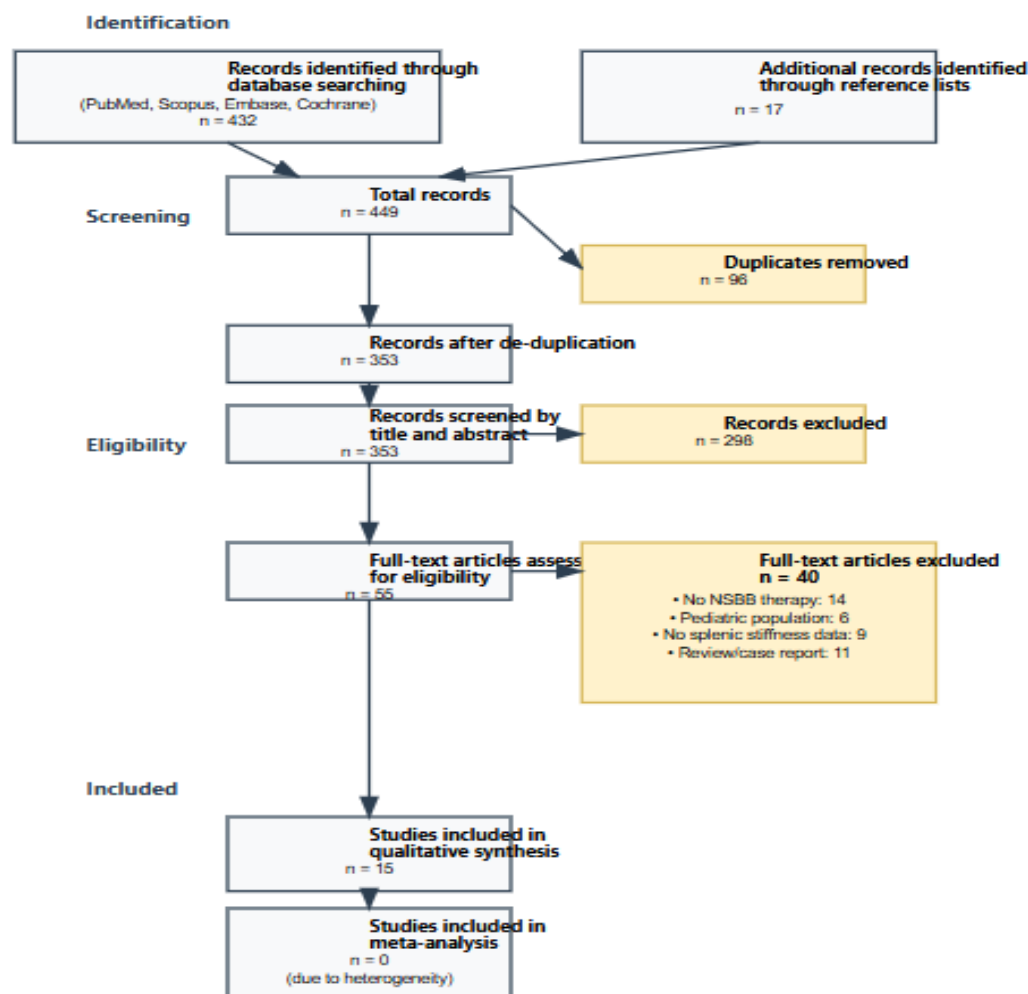 Identification
Records identified through
database searching
(PubMed, Scopus, Embase, Cochrane)
n = 432
Additional records identified
through reference lists
n = 17
Screening
Total records
n = 449
Duplicates removed
n = 96
Records after de-duplication
n = 353
Eligibility
Records screened by
title and abstract
n = 353
Records excluded
n = 298
Full-text articles assess
for eligibility
n = 55
Full-text articles excluded
n = 40
• No NSBB therapy: 14
• Pediatric population: 6
• No splenic stiffness data: 9
• Review/case report: 11
Included
Studies included in
qualitative synthesis
n = 15
Studies included in
meta-analysis
n = 0
(due to heterogeneity)